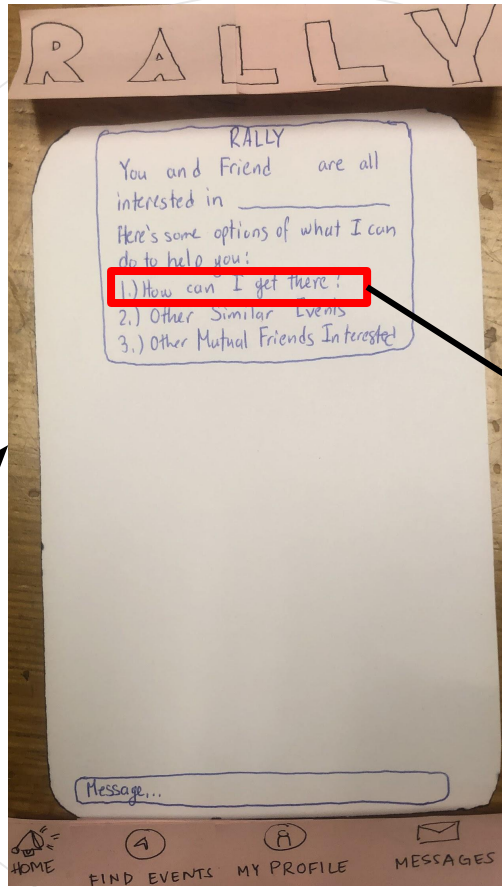 RALLY
RALLY
You and Friend are all
interested in
Here's some options of what I can
do to help you:
1.) How can I get there?
2.) Other Similar Events
3.) Other Mutual Friends Interested
Message...
HOME
FIND EVENTS
MY PROFILE
MESSAGES